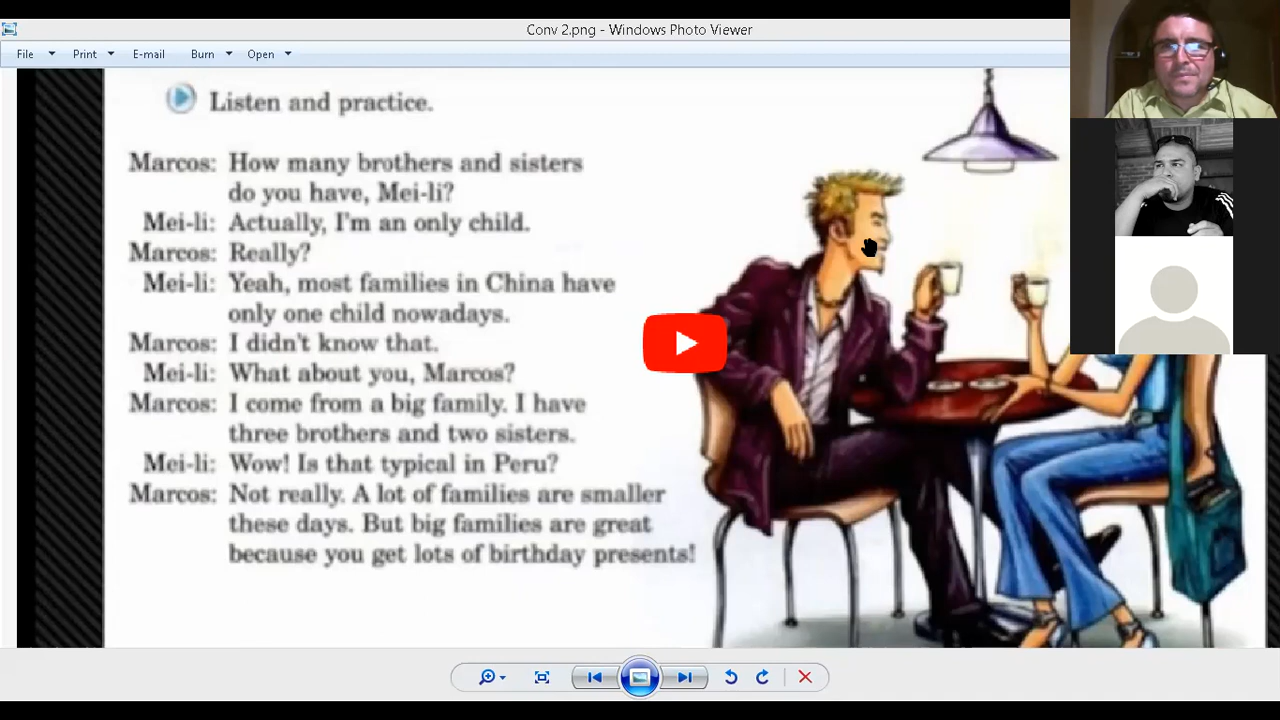 Conv 2.png - Windows Photo Viewer
File Print E-mail Burn Open
Listen and practice.
Marcos: How many brothers and sisters
do you have, Mei-li?
Mei-li: Actually, I'm an only child.
Marcos: Really?
Mei-li: Yeah, most families in China have
only one child nowadays.
Marcos: I didn't know that.
Mei-li: What about you, Marcos?
Marcos: I come from a big family. I have
three brothers and two sisters.
Mei-li: Wow! Is that typical in Peru?
Marcos: Not really. A lot of families are smaller
these days. But big families are great
because you get lots of birthday presents!